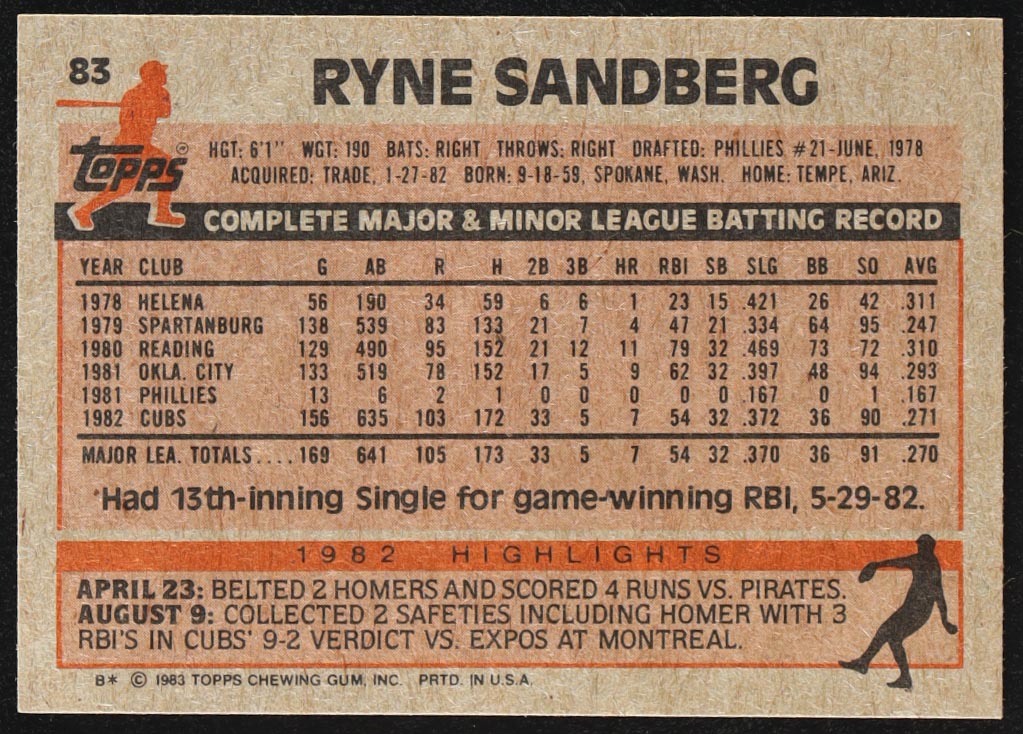 83
RYNE SANDBERG
TOPPS
HGT: 6'1" WGT: 190 BATS: RIGHT THROWS: RIGHT DRAFTED: PHILLIES #21-JUNE, 1978
ACQUIRED: TRADE, 1-27-82 BORN: 9-18-59, SPOKANE, WASH. HOME: TEMPE, ARIZ.
COMPLETE MAJOR & MINOR LEAGUE BATTING RECORD
YEAR CLUB G AB R H 2B 3B HR RBI SB SLG BB SO AVG
1978 HELENA 56 190 34 59 6 6 1 23 15 .421 26 42 .311
1979 SPARTANBURG 138 539 83 133 21 7 4 47 21 .334 64 95 .247
1980 READING 129 490 95 152 21 12 11 79 32 .469 73 72 .310
1981 OKLA. CITY 133 519 78 152 17 5 9 62 32 .397 48 94 .293
1981 PHILLIES 13 6 2 1 0 0 0 0 0 .167 0 1 .167
1982 CUBS 156 635 103 172 33 5 7 54 32 .372 36 90 .271
MAJOR LEA. TOTALS.... 169 641 105 173 33 5 7 54 32 .370 36 91 .270
Had 13th-inning Single for game-winning RBI, 5-29-82.
1982 HIGHLIGHTS
APRIL 23: BELTED 2 HOMERS AND SCORED 4 RUNS VS. PIRATES.
AUGUST 9: COLLECTED 2 SAFETIES INCLUDING HOMER WITH 3
RBI'S IN CUBS' 9-2 VERDICT VS. EXPOS AT MONTREAL.
B* © 1983 TOPPS CHEWING GUM, INC. PRTD. IN U.S.A.